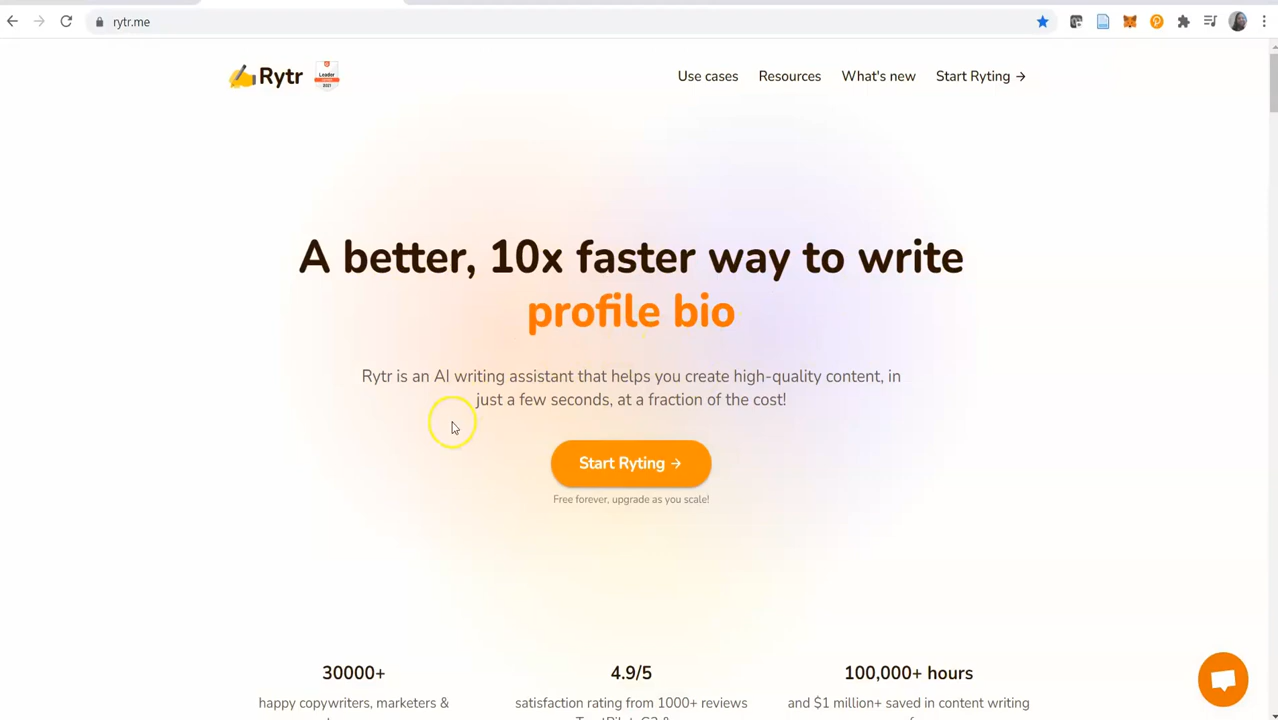 rytr.me
Rytr
Leader
2021
Use cases Resources What's new Start Ryting →
A better, 10x faster way to write
profile bio
Rytr is an AI writing assistant that helps you create high-quality content, in
just a few seconds, at a fraction of the cost!
Start Ryting →
Free forever, upgrade as you scale!
30000+ 4.9/5 100,000+ hours
happy copywriters, marketers & satisfaction rating from 1000+ reviews and $1 million+ saved in content writing